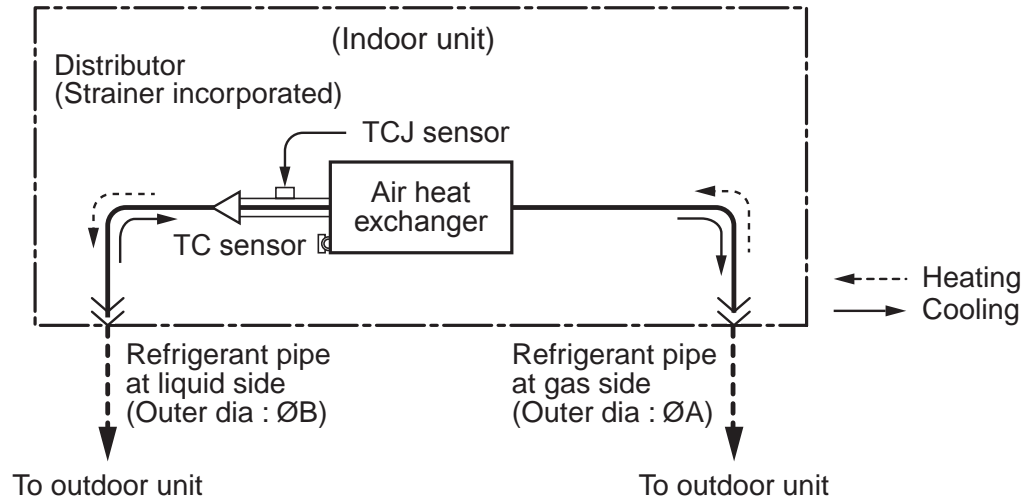 (Indoor unit)
Distributor
(Strainer incorporated)
TCJ sensor
Air heat
exchanger
TC sensor
Heating
Cooling
Refrigerant pipe
at liquid side
(Outer dia : ØB)
Refrigerant pipe
at gas side
(Outer dia : ØA)
To outdoor unit
To outdoor unit